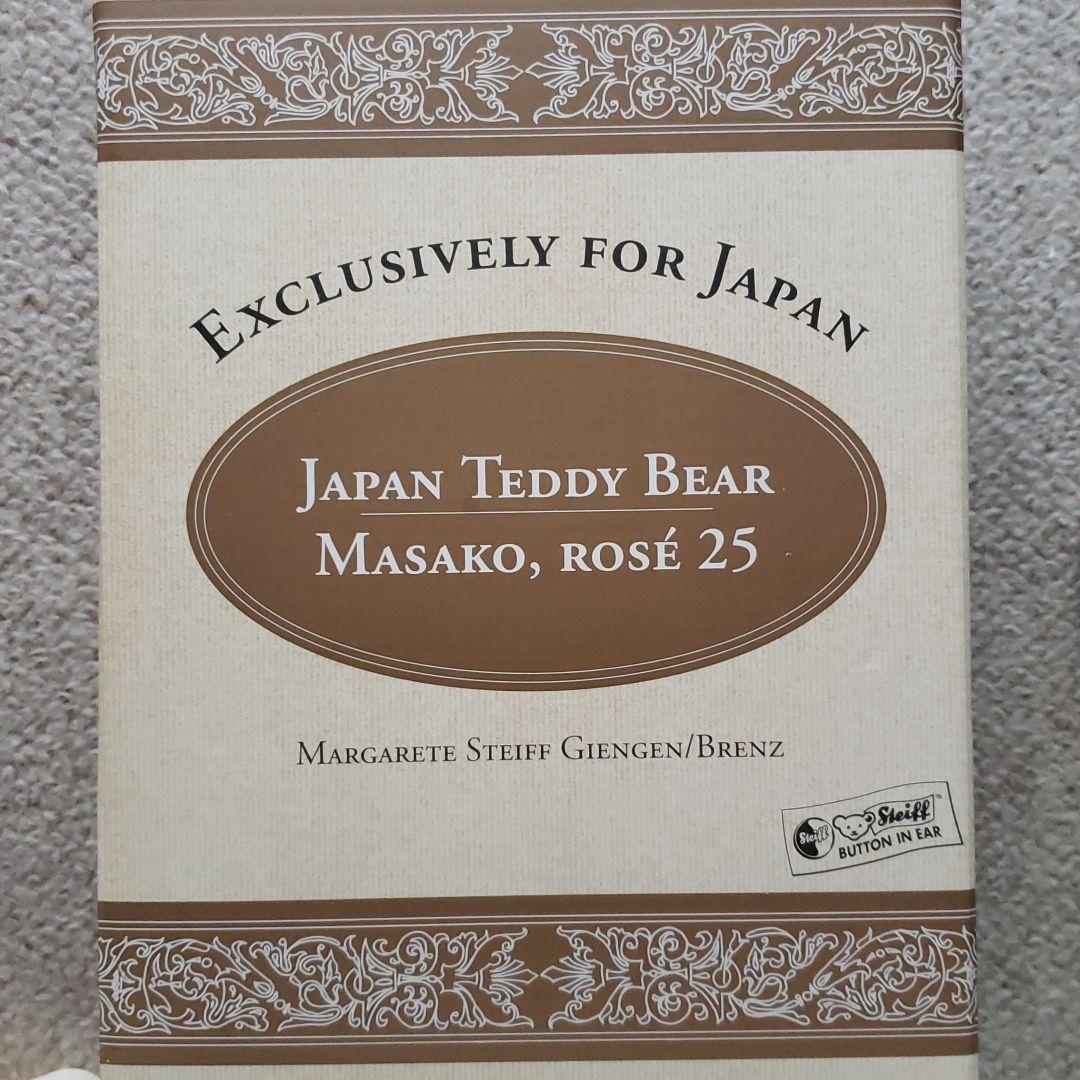 EXCLUSIVELY FOR JAPAN
JAPAN TEDDY BEAR
MASAKO, ROSÉ 25
MARGARETE STEIFF GIENGEN/BRENZ
Steiff
Steiff
BUTTON IN EAR